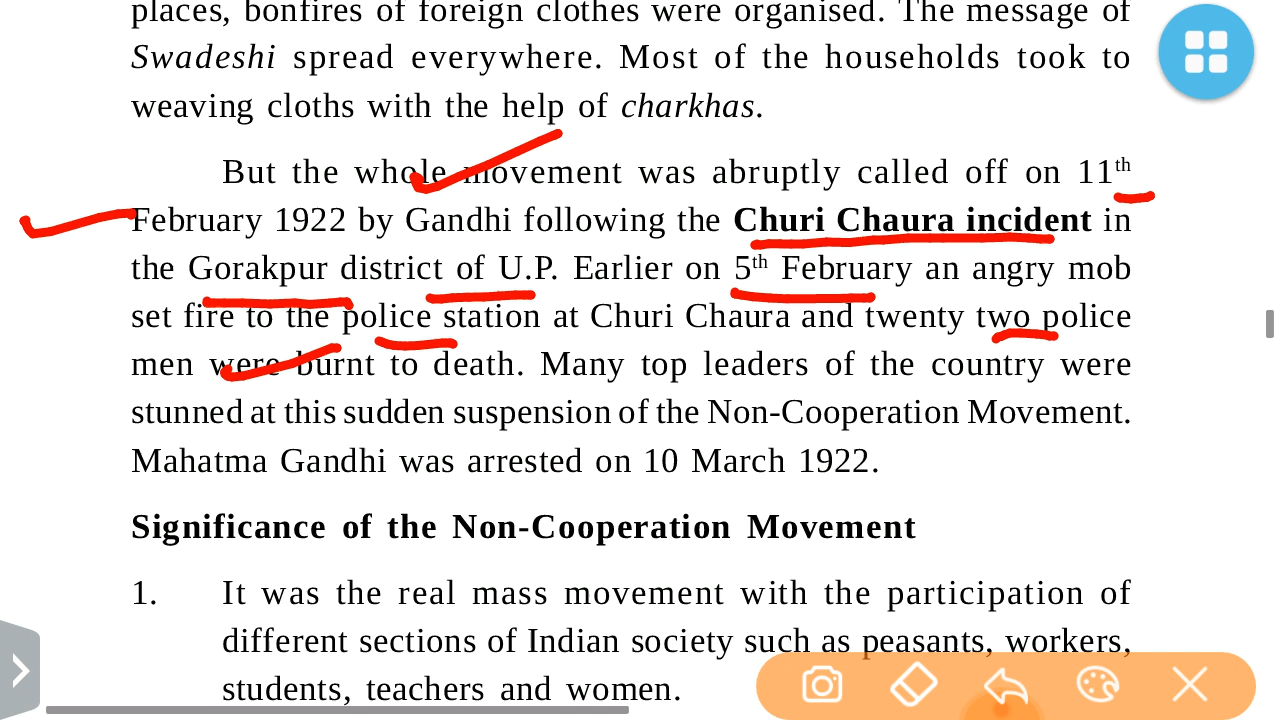 places, bonfires of foreign clothes were organised. The message of
Swadeshi spread everywhere. Most of the households took to
weaving cloths with the help of charkhas.
But the whole movement was abruptly called off on 11th
February 1922 by Gandhi following the Churi Chaura incident in
the Gorakpur district of U.P. Earlier on 5th February an angry mob
set fire to the police station at Churi Chaura and twenty two police
men were burnt to death. Many top leaders of the country were
stunned at this sudden suspension of the Non-Cooperation Movement.
Mahatma Gandhi was arrested on 10 March 1922.
Significance of the Non-Cooperation Movement
1. It was the real mass movement with the participation of
different sections of Indian society such as peasants, workers,
students, teachers and women.